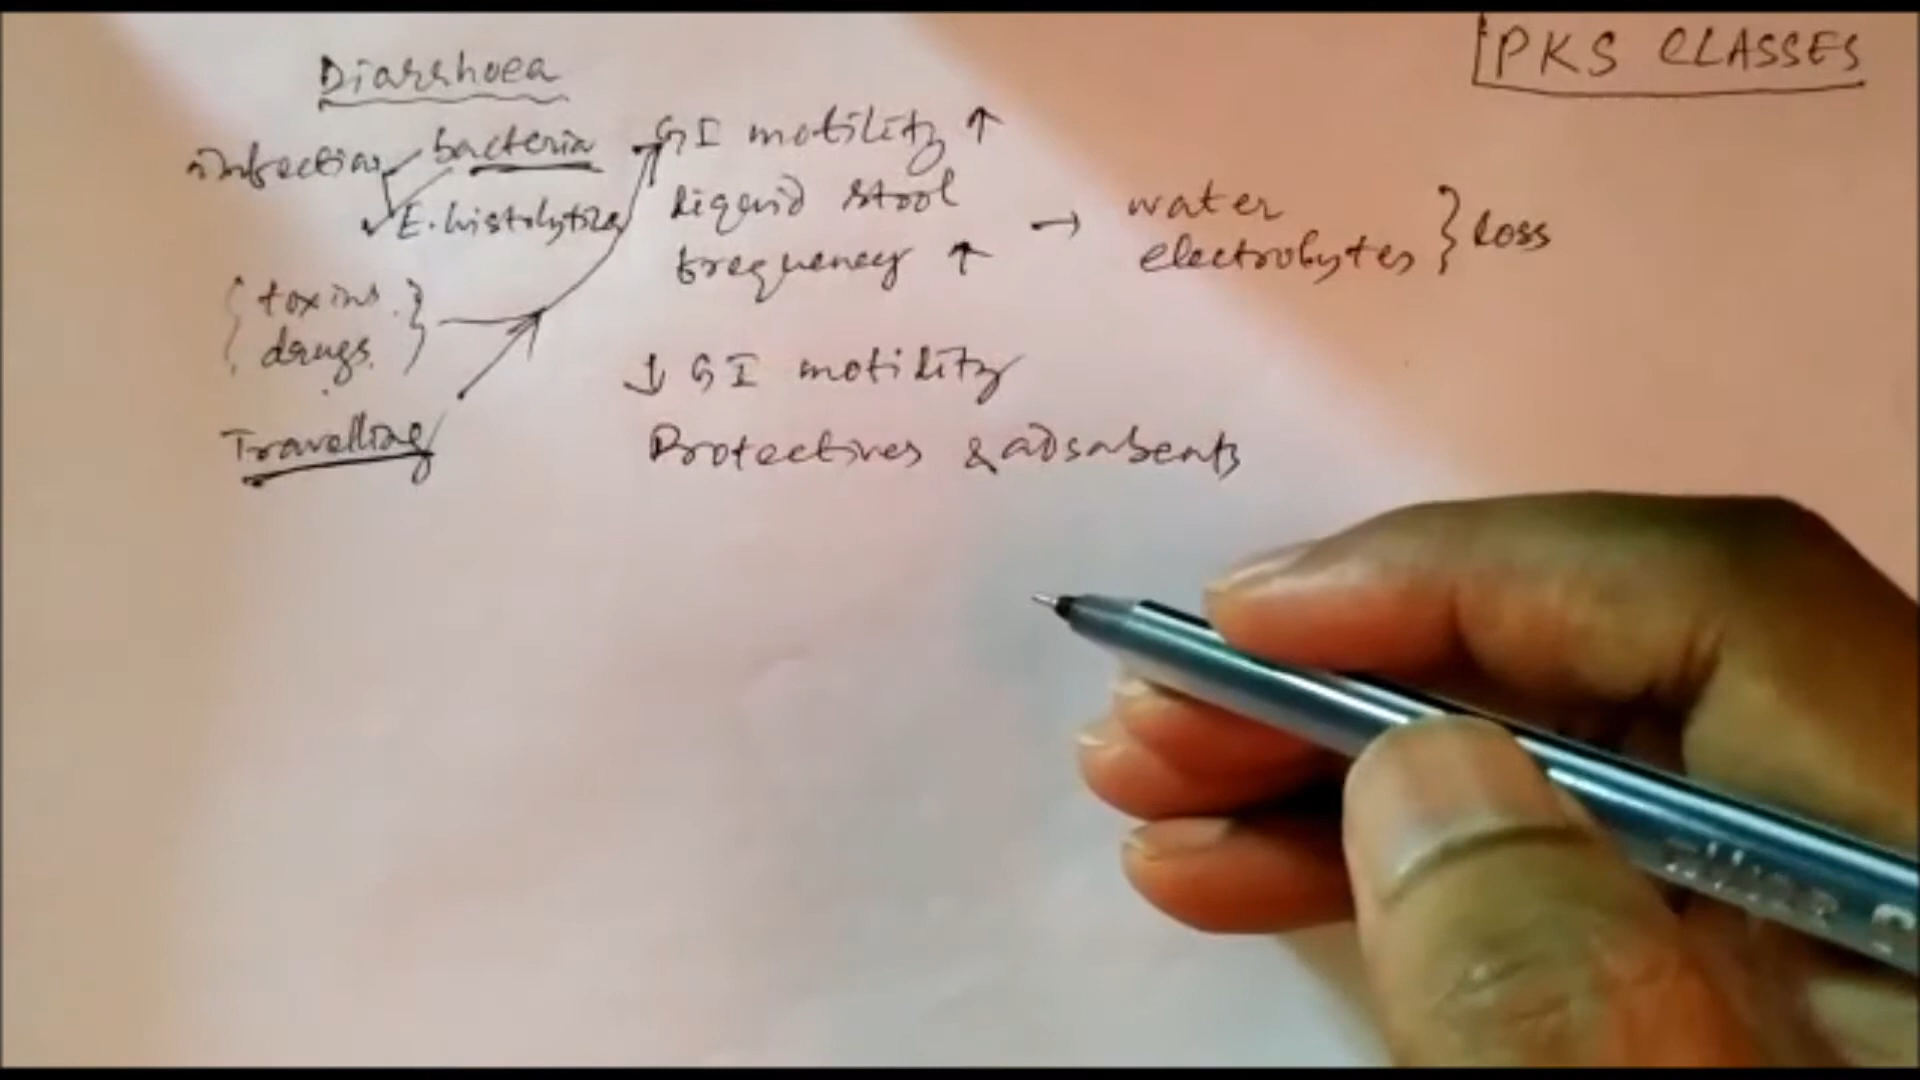 PKS CLASSES
Diarrhoea
infection bacteria
E. histolytica
toxins
drugs
Travelling
GI motility ↑
liquid stool
frequency ↑ → water
electrolytes } loss
↓ GI motility
Protectives & adsabents